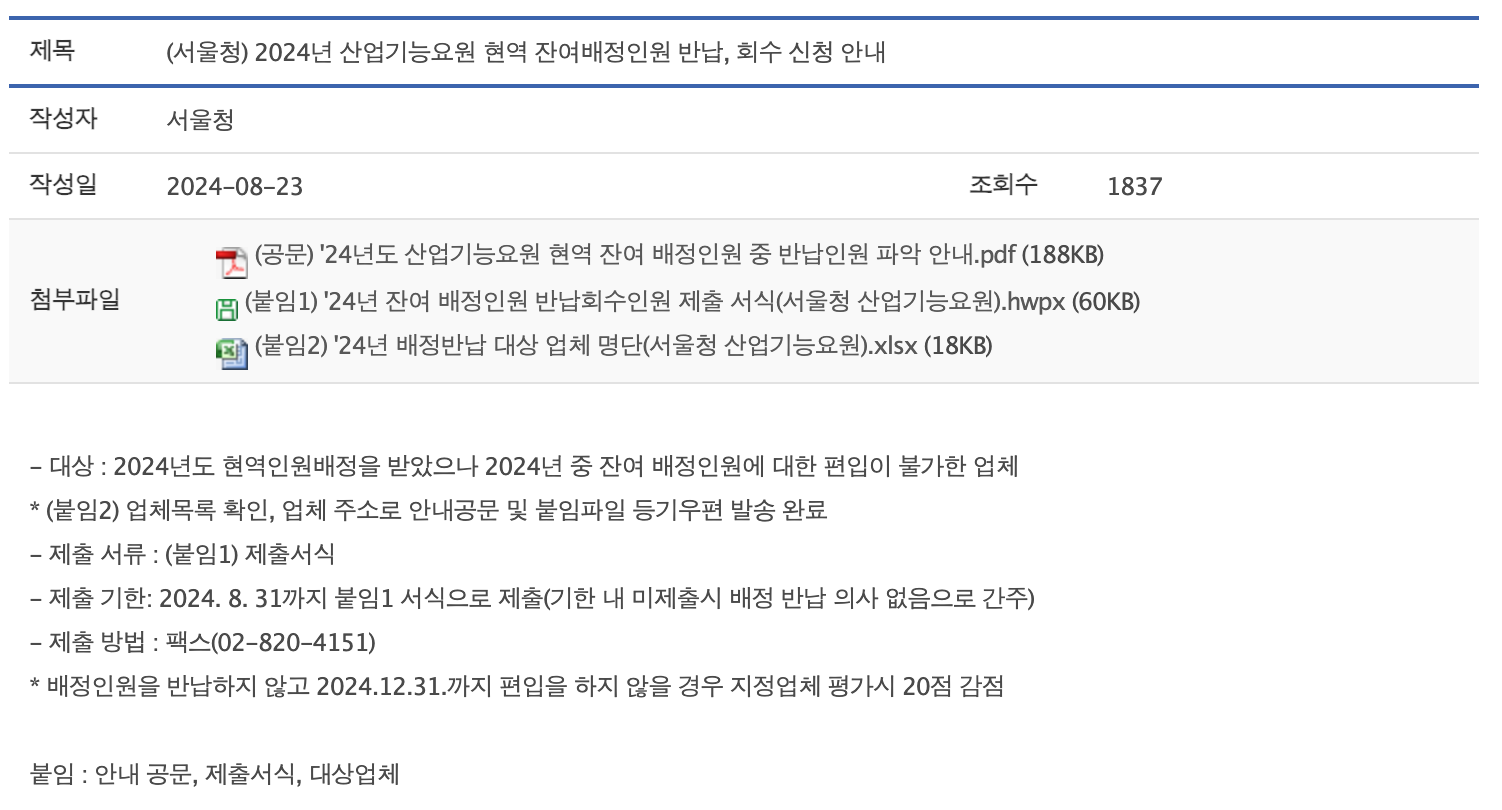 제목 (서울청) 2024년 산업기능요원 현역 잔여배정인원 반납, 회수 신청 안내
작성자 서울청
작성일 2024-08-23 조회수 1837
첨부파일
(공문) '24년도 산업기능요원 현역 잔여 배정인원 중 반납인원 파악 안내.pdf (188KB)
(붙임1) '24년 잔여 배정인원 반납회수인원 제출 서식(서울청 산업기능요원).hwpx (60KB)
(붙임2) '24년 배정반납 대상 업체 명단(서울청 산업기능요원).xlsx (18KB)
- 대상 : 2024년도 현역인원배정을 받았으나 2024년 중 잔여 배정인원에 대한 편입이 불가한 업체
* (붙임2) 업체목록 확인, 업체 주소로 안내공문 및 붙임파일 등기우편 발송 완료
- 제출 서류 : (붙임1) 제출서식
- 제출 기한: 2024. 8. 31까지 붙임1 서식으로 제출(기한 내 미제출시 배정 반납 의사 없음으로 간주)
- 제출 방법 : 팩스(02-820-4151)
* 배정인원을 반납하지 않고 2024.12.31.까지 편입을 하지 않을 경우 지정업체 평가시 20점 감점
붙임 : 안내 공문, 제출서식, 대상업체